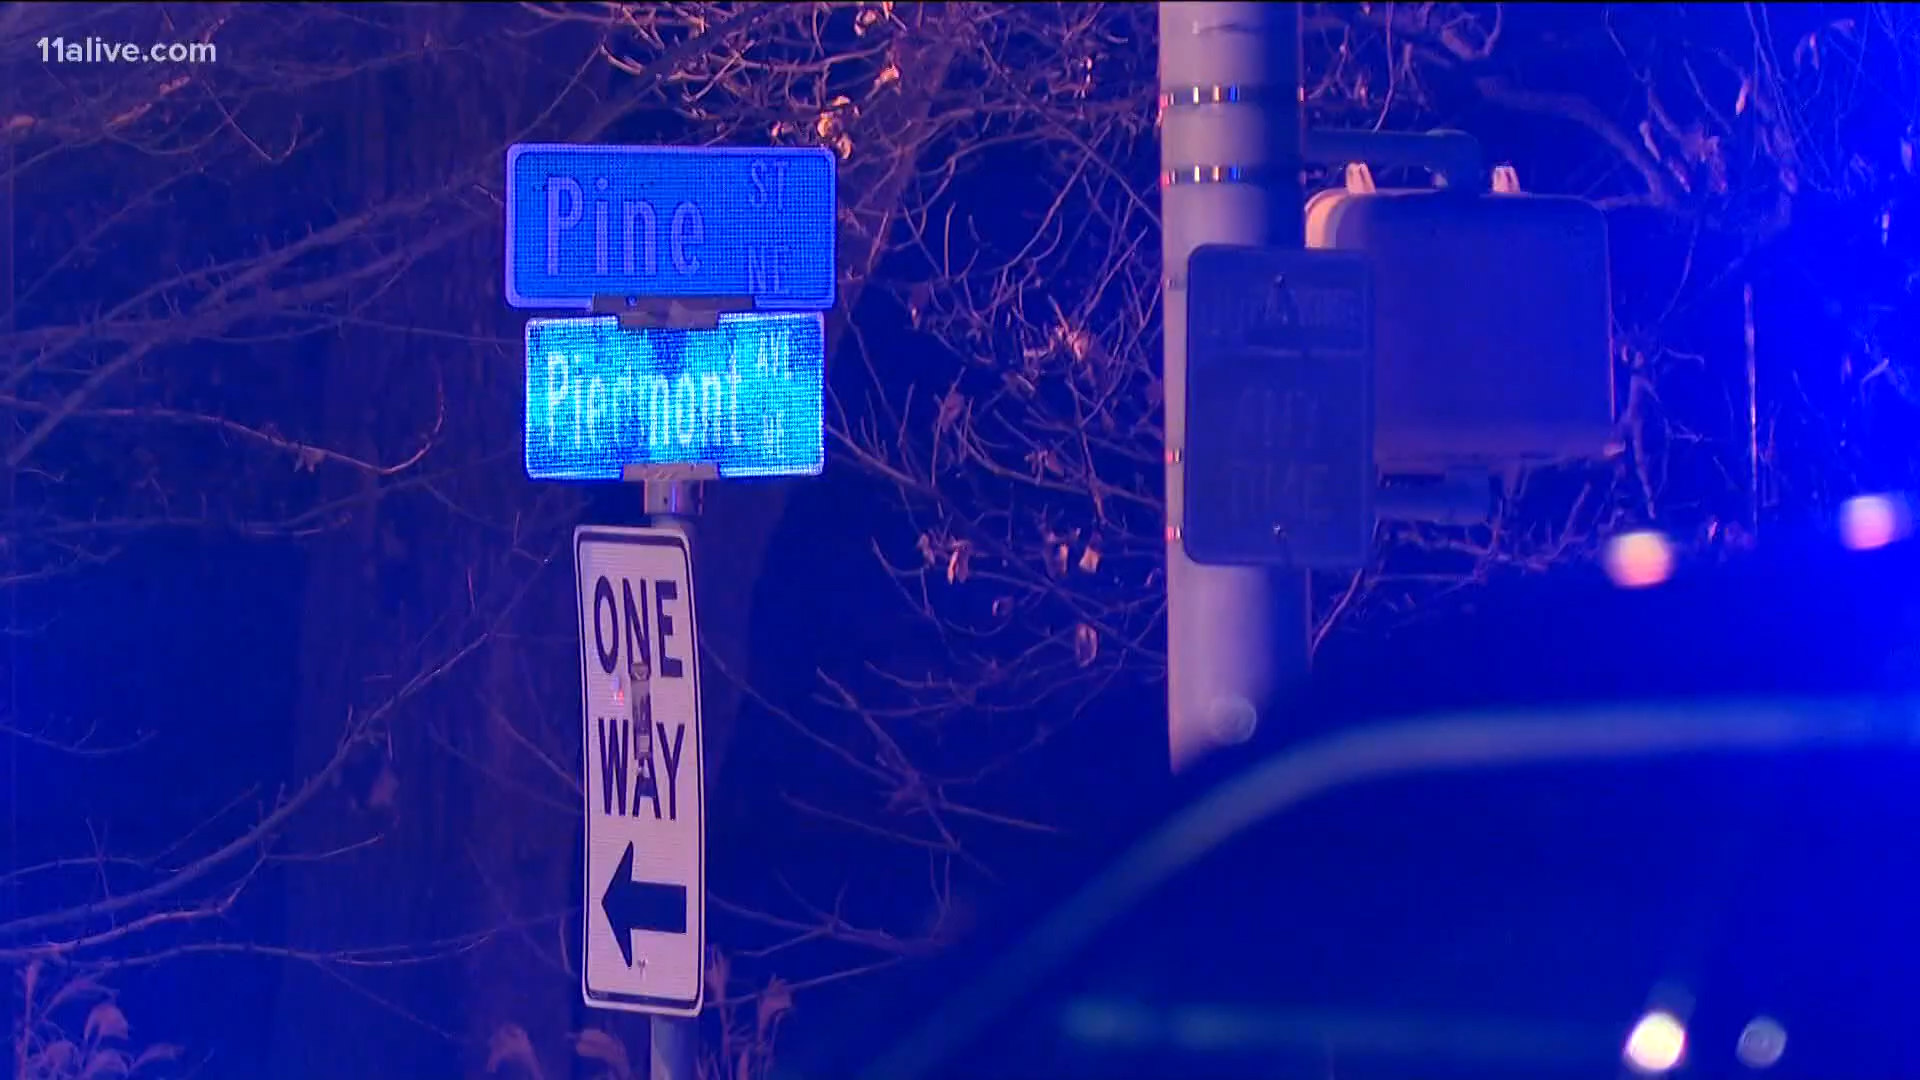 11alive.com
Pine ST
NE
Piedmont AVE
NE
ONE
WAY